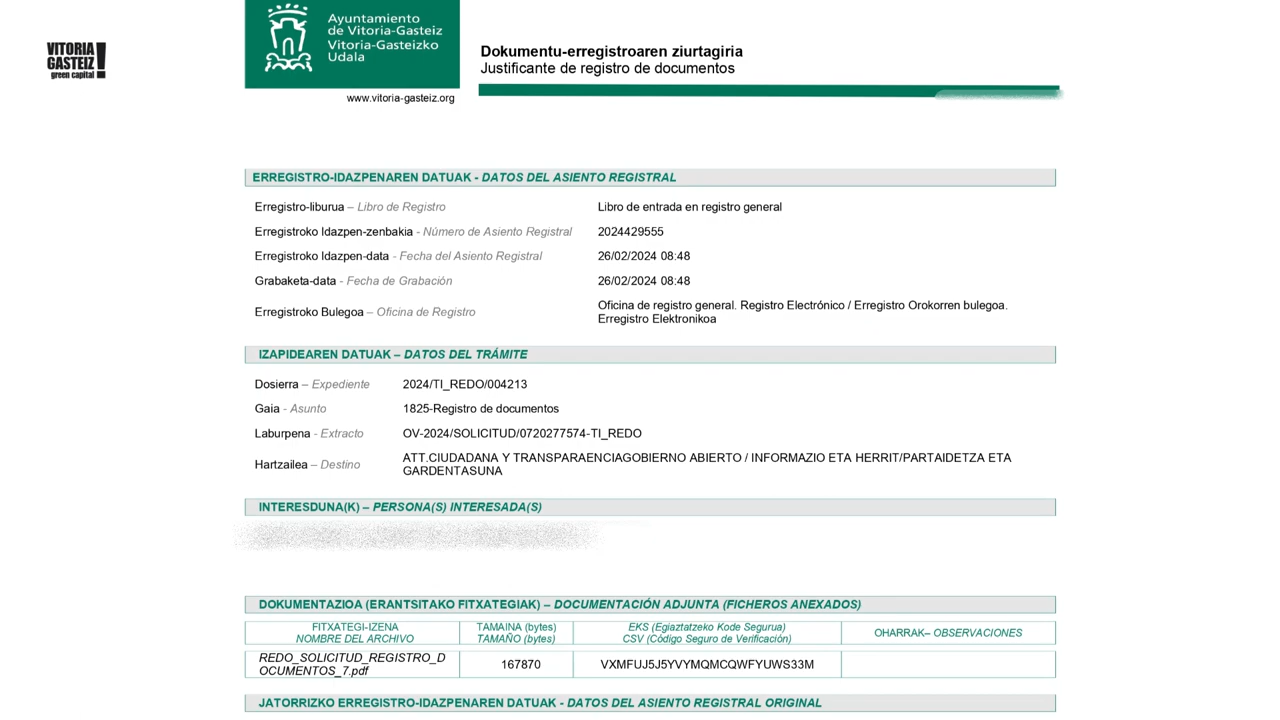 VITORIA
GASTEIZ
green capital
Ayuntamiento
de Vitoria-Gasteiz
Vitoria-Gasteizko
Udala
www.vitoria-gasteiz.org
Dokumentu-erregistroaren ziurtagiria
Justificante de registro de documentos
ERREGISTRO-IDAZPENAREN DATUAK - DATOS DEL ASIENTO REGISTRAL
Erregistro-liburua – Libro de Registro Libro de entrada en registro general
Erregistroko Idazpen-zenbakia - Número de Asiento Registral 2024429555
Erregistroko Idazpen-data - Fecha del Asiento Registral 26/02/2024 08:48
Grabaketa-data - Fecha de Grabación 26/02/2024 08:48
Erregistroko Bulegoa – Oficina de Registro Oficina de registro general. Registro Electrónico / Erregistro Orokorren bulegoa.
Erregistro Elektronikoa
IZAPIDEAREN DATUAK – DATOS DEL TRÁMITE
Dosierra – Expediente 2024/TI_REDO/004213
Gaia - Asunto 1825-Registro de documentos
Laburpena - Extracto OV-2024/SOLICITUD/0720277574-TI_REDO
Hartzailea – Destino ATT.CIUDADANA Y TRANSPARAENCIAGOBIERNO ABIERTO / INFORMAZIO ETA HERRIT/PARTAIDETZA ETA
GARDENTASUNA
INTERESDUNA(K) – PERSONA(S) INTERESADA(S)
DOKUMENTAZIOA (ERANTSITAKO FITXATEGIAK) – DOCUMENTACIÓN ADJUNTA (FICHEROS ANEXADOS)
FITXATEGI-IZENA
NOMBRE DEL ARCHIVO
TAMAINA (bytes)
TAMAÑO (bytes)
EKS (Egiaztatzeko Kode Segurua)
CSV (Código Seguro de Verificación)
OHARRAK– OBSERVACIONES
REDO_SOLICITUD_REGISTRO_D
OCUMENTOS_7.pdf
167870
VXMFUJ5J5YVYMQMCQWFYUWS33M
JATORRIZKO ERREGISTRO-IDAZPENAREN DATUAK - DATOS DEL ASIENTO REGISTRAL ORIGINAL